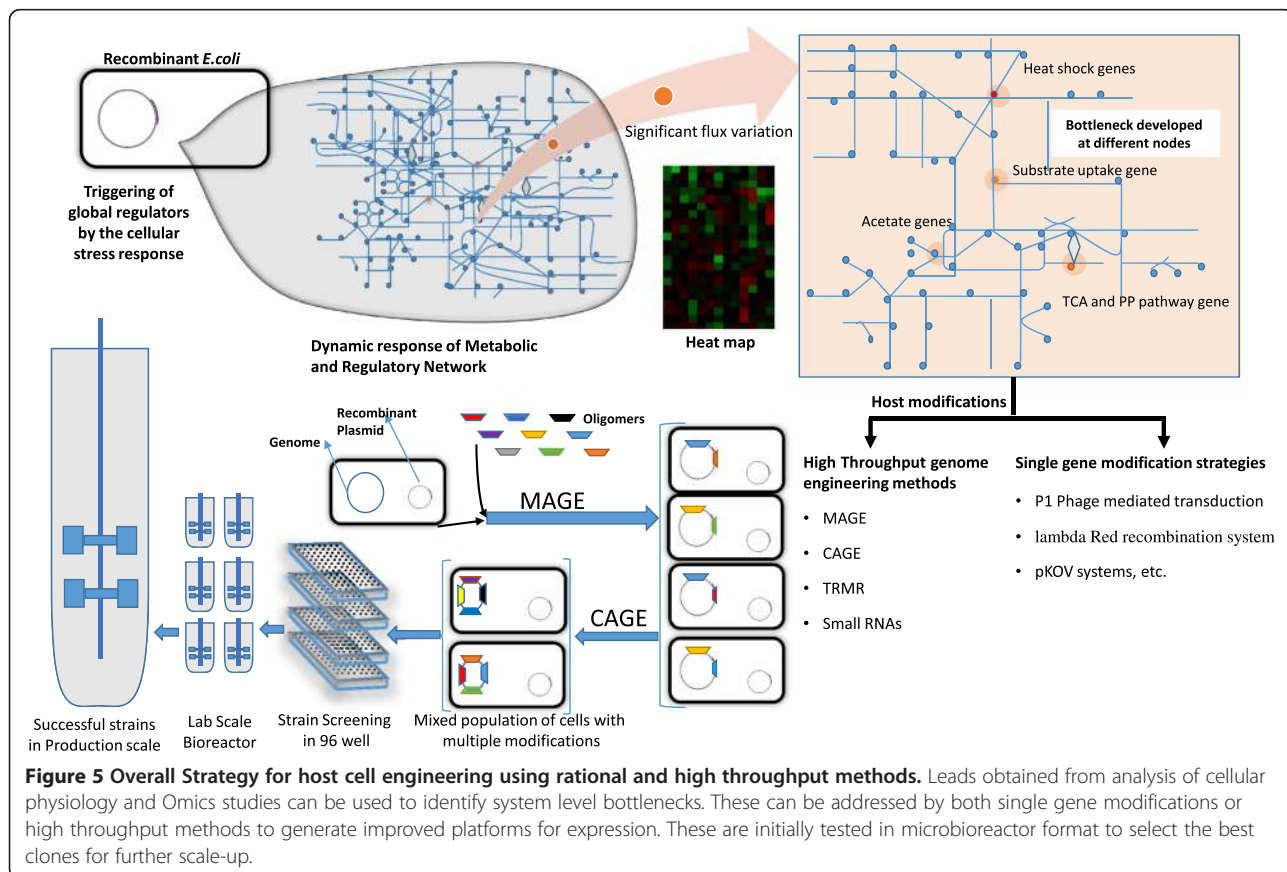 Recombinant E.coli
Triggering of
global regulators
by the cellular
stress response
Dynamic response of Metabolic
and Regulatory Network
Significant flux variation
Heat map
Heat shock genes
Bottleneck developed
at different nodes
Substrate uptake gene
Acetate genes
TCA and PP pathway gene
Host modifications
High Throughput genome
engineering methods
• MAGE
• CAGE
• TRMR
• Small RNAs
Single gene modification strategies
• P1 Phage mediated transduction
• lambda Red recombination system
• pKOV systems, etc.
Genome
Recombinant
Plasmid
Oligomers
MAGE
CAGE
Mixed population of cells with
multiple modifications
Strain Screening
in 96 well
Lab Scale
Bioreactor
Successful strains
in Production scale
Figure 5 Overall Strategy for host cell engineering using rational and high throughput methods. Leads obtained from analysis of cellular
physiology and Omics studies can be used to identify system level bottlenecks. These can be addressed by both single gene modifications or
high throughput methods to generate improved platforms for expression. These are initially tested in microbioreactor format to select the best
clones for further scale-up.